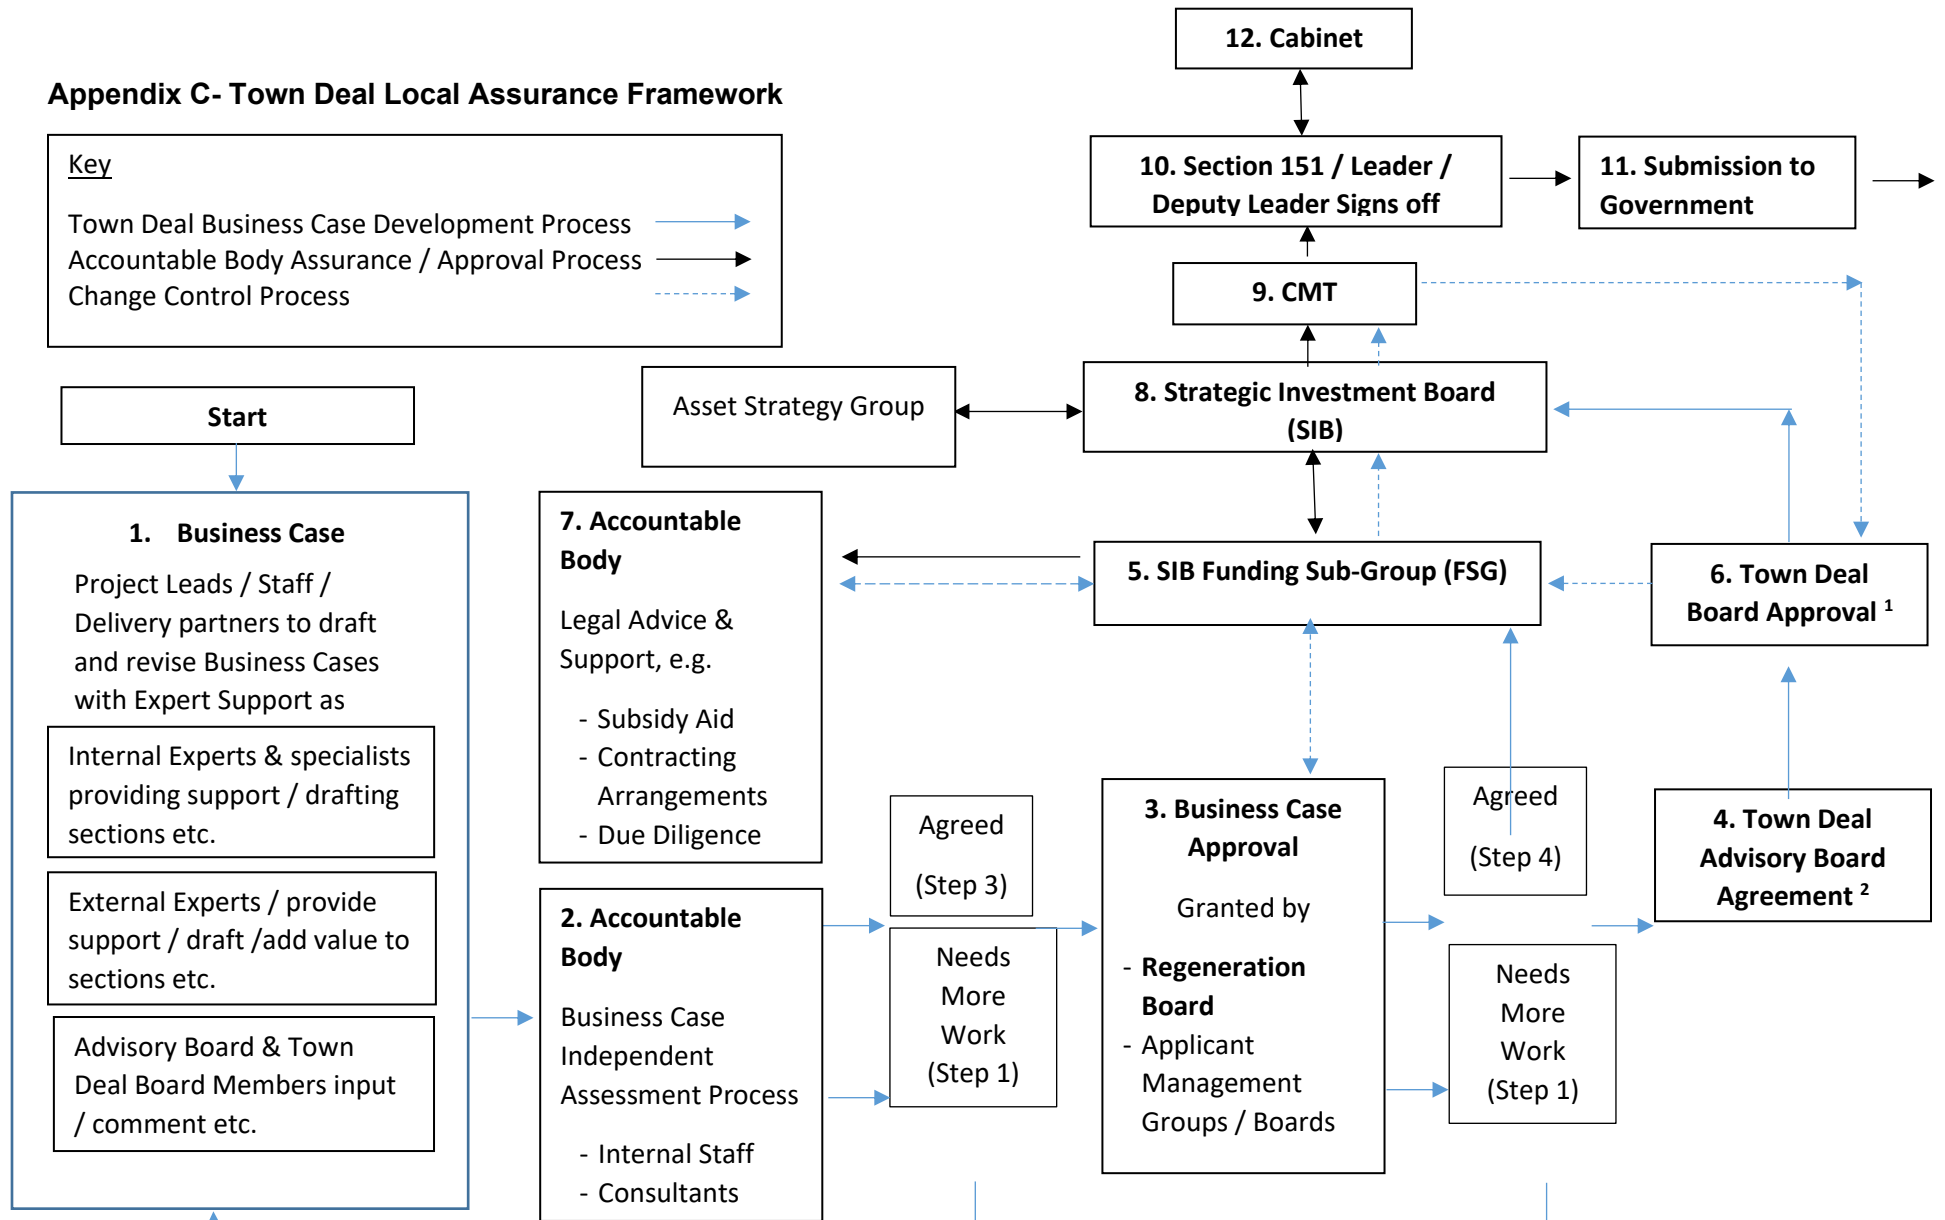 Appendix C- Town Deal Local Assurance Framework
Key
Town Deal Business Case Development Process
Accountable Body Assurance / Approval Process
Change Control Process
12. Cabinet
10. Section 151 / Leader /
Deputy Leader Signs off
11. Submission to
Government
9. CMT
Asset Strategy Group
8. Strategic Investment Board
(SIB)
Start
1. Business Case
Project Leads / Staff /
Delivery partners to draft
and revise Business Cases
with Expert Support as
Internal Experts & specialists
providing support / drafting
sections etc.
External Experts / provide
support / draft /add value to
sections etc.
Advisory Board & Town
Deal Board Members input
/ comment etc.
7. Accountable
Body
Legal Advice &
Support, e.g.
- Subsidy Aid
- Contracting
Arrangements
- Due Diligence
5. SIB Funding Sub-Group (FSG)
6. Town Deal
Board Approval 1
2. Accountable
Body
Business Case
Independent
Assessment Process
- Internal Staff
- Consultants
Agreed
(Step 3)
Needs
More
Work
(Step 1)
3. Business Case
Approval
Granted by
- Regeneration
Board
- Applicant
Management
Groups / Boards
Agreed
(Step 4)
Needs
More
Work
(Step 1)
4. Town Deal
Advisory Board
Agreement 2